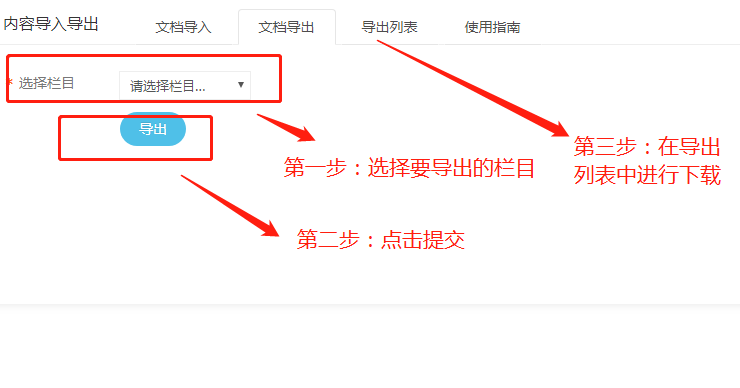 内容导入导出
文档导入
文档导出
导出列表
使用指南
* 选择栏目
请选择栏目...
导出
第一步：选择要导出的栏目
第二步：点击提交
第三步：在导出
列表中进行下载